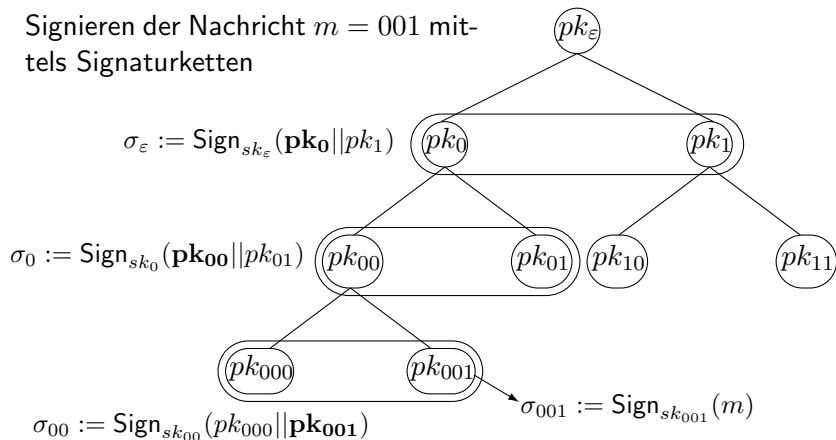 Signieren der Nachricht m = 001 mit-
tels Signaturketten
pk_ε
σ_ε := Sign_{sk_ε}(pk_0||pk_1)
pk_0
pk_1
σ_0 := Sign_{sk_0}(pk_00||pk_01)
pk_00
pk_01
pk_10
pk_11
pk_000
pk_001
σ_00 := Sign_{sk_00}(pk_000||pk_001)
σ_001 := Sign_{sk_001}(m)